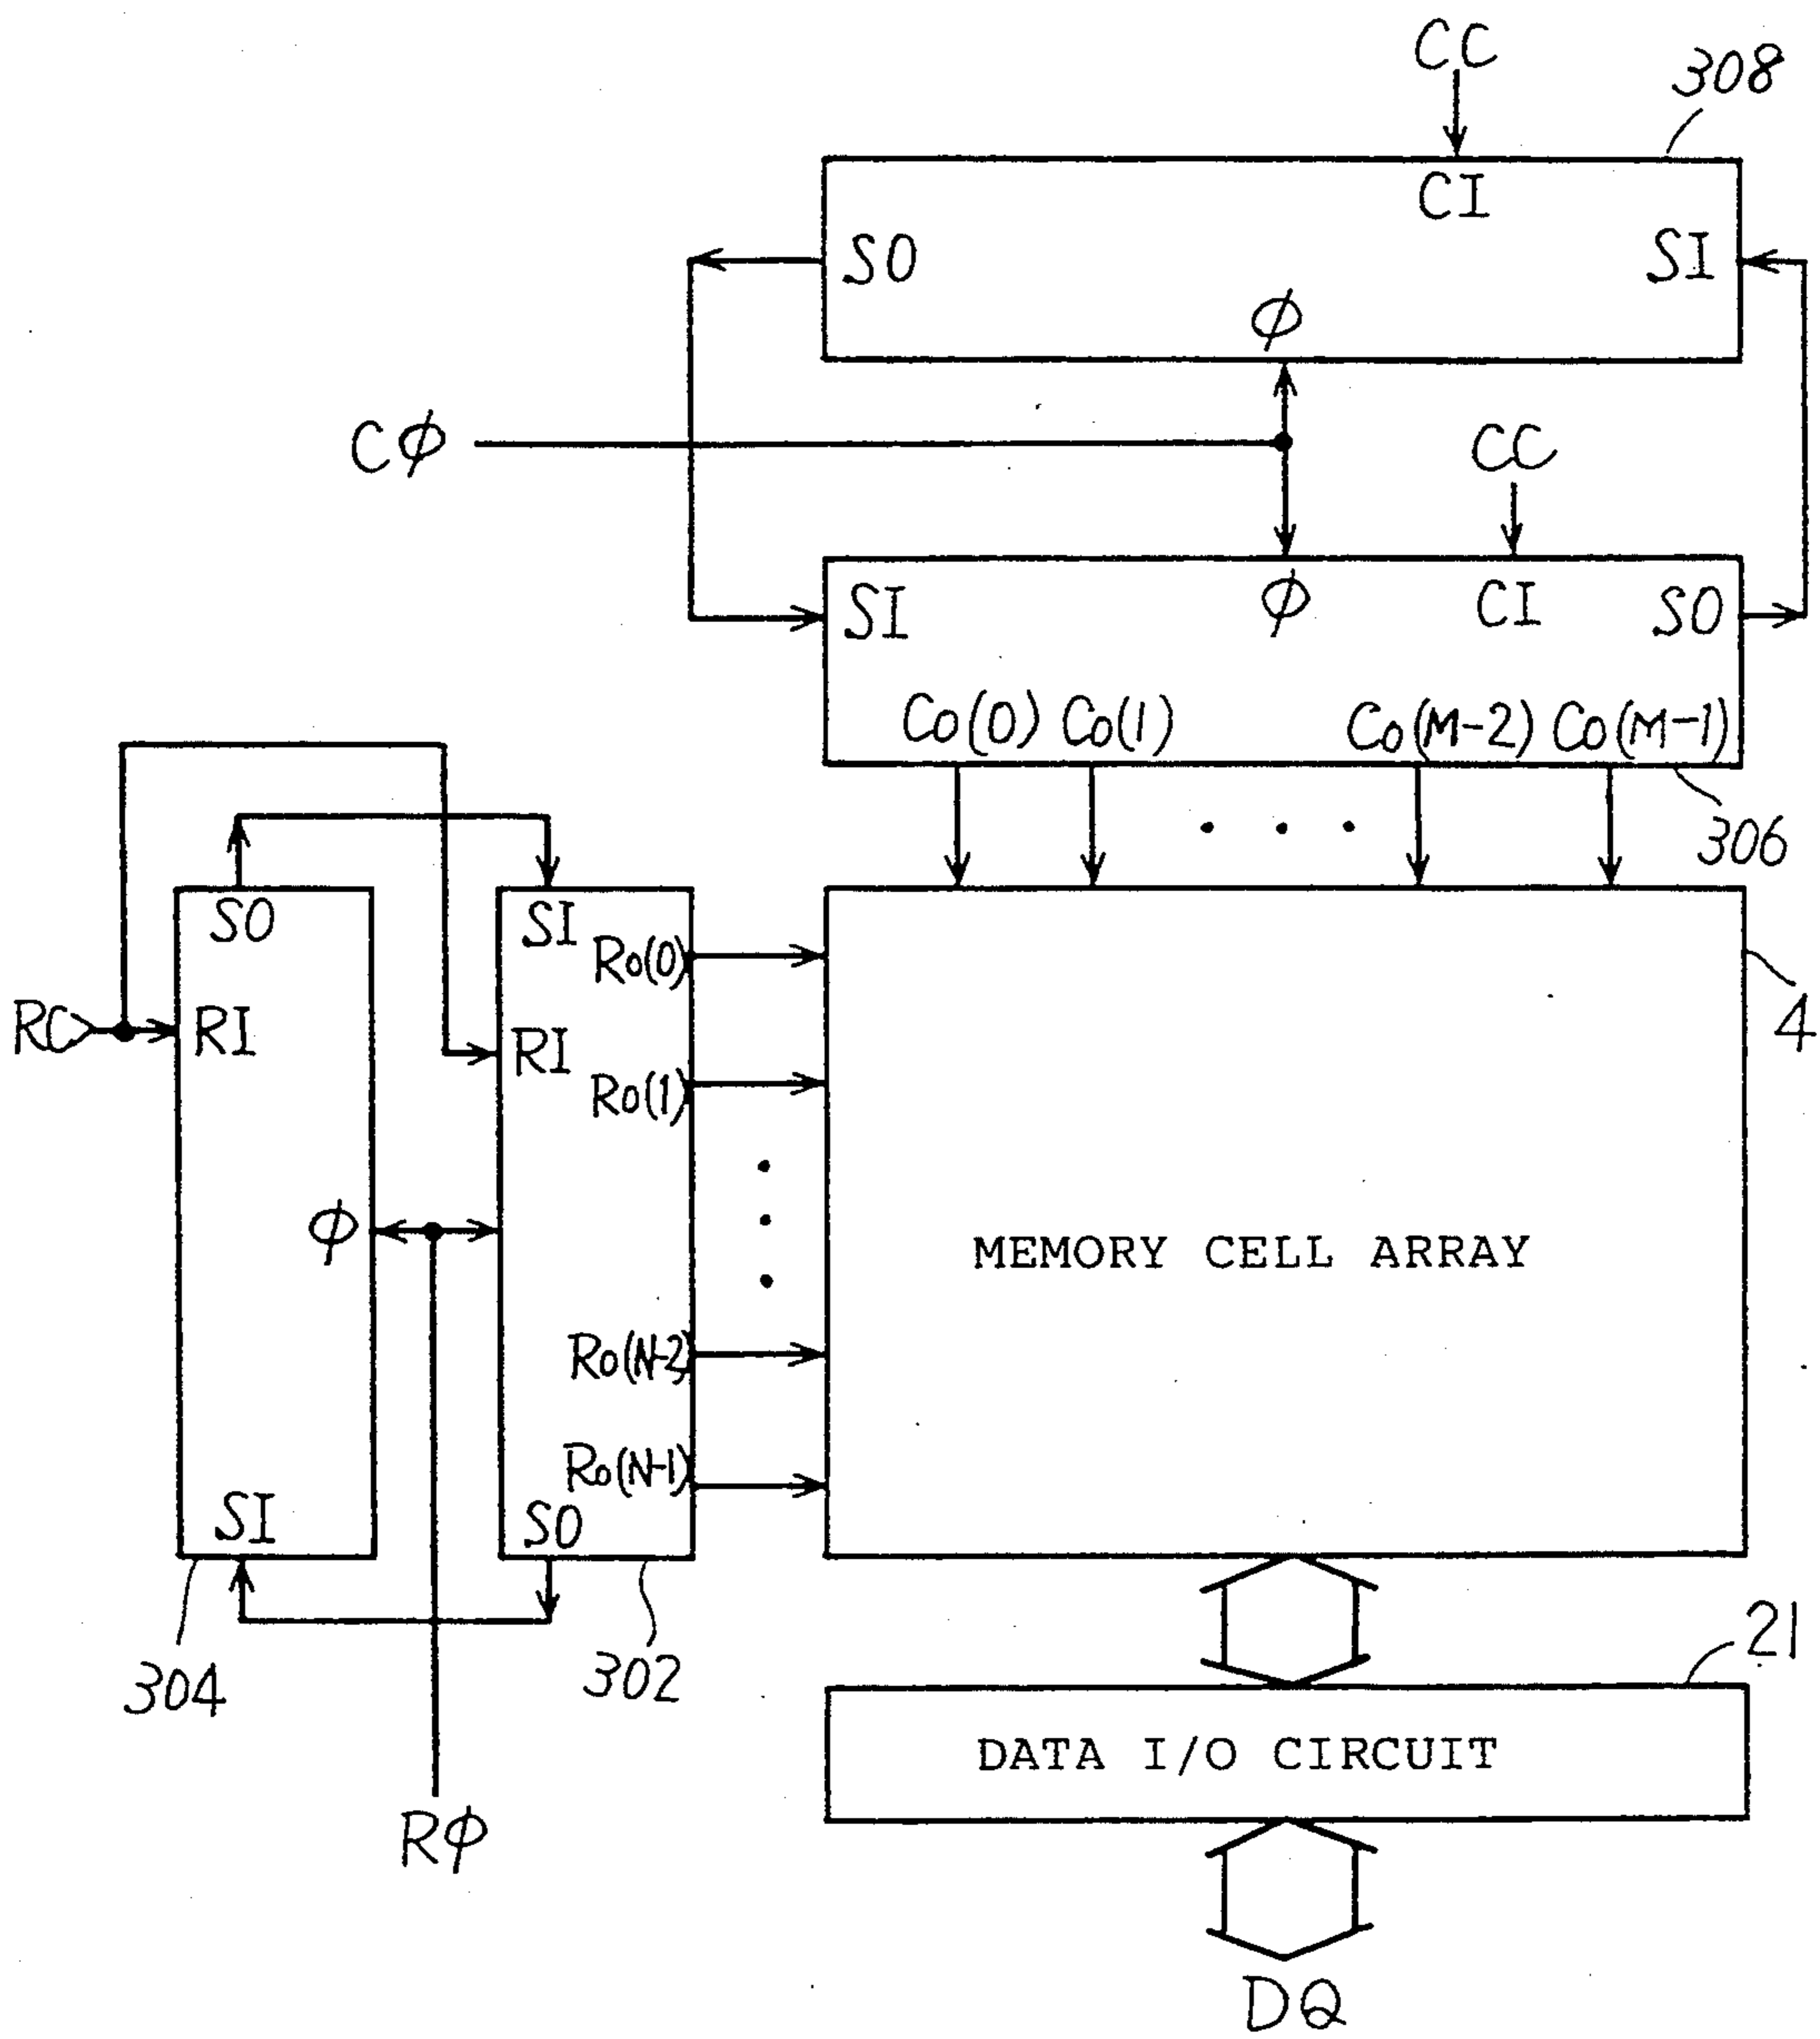 CC
308
CI
SO
SI
φ
Cφ
CC
SI
φ
CI
SO
Co(0)
Co(1)
Co(M-2)
Co(M-1)
306
SO
SI
Ro(0)
RC
RI
RI
4
Ro(1)
φ
MEMORY CELL ARRAY
Ro(N-2)
Ro(N-1)
SI
SO
304
302
21
DATA I/O CIRCUIT
Rφ
DQ